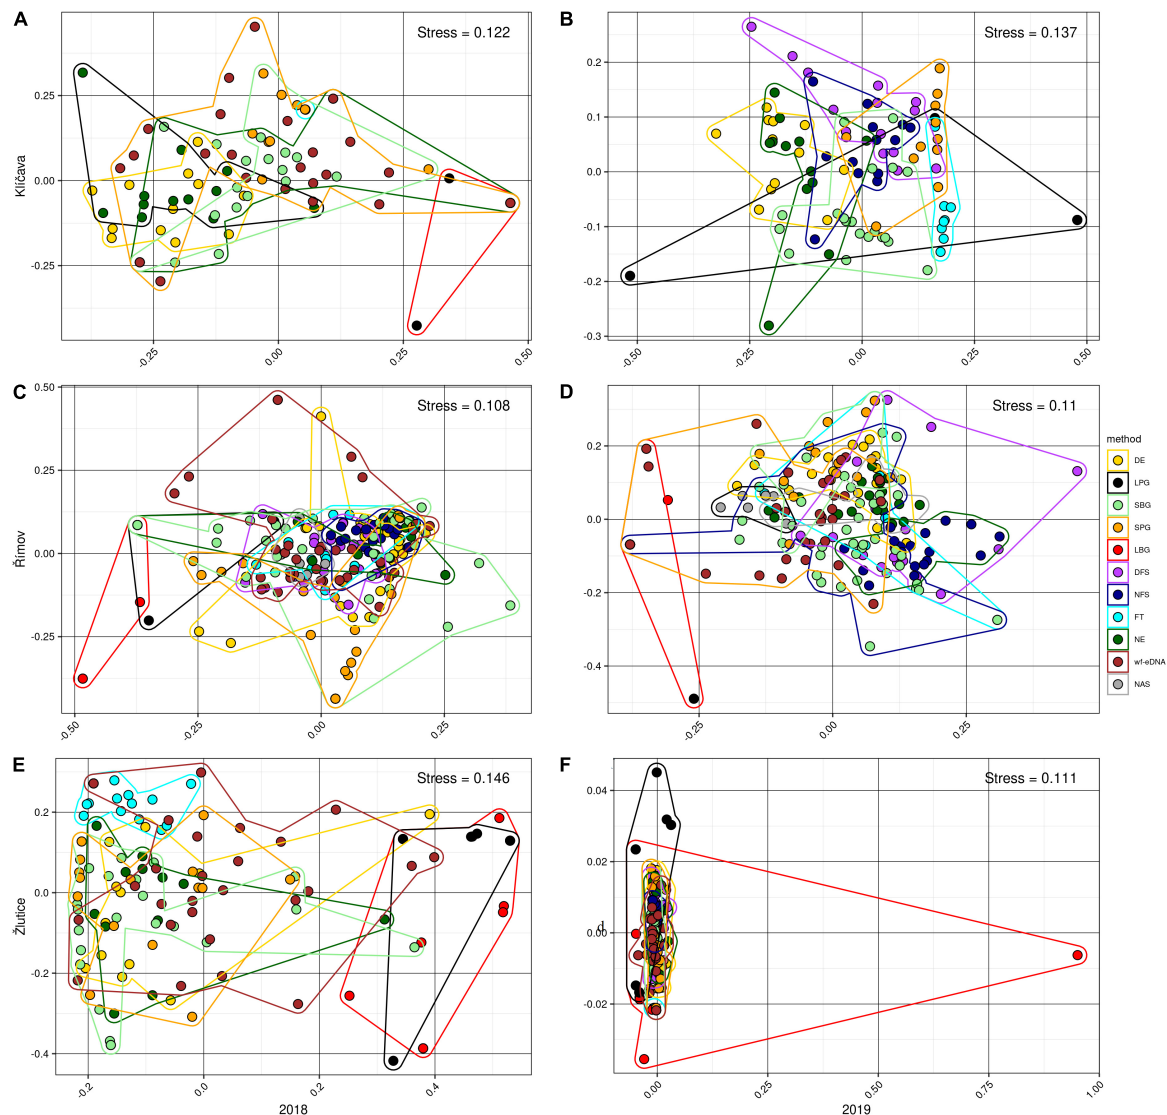 A
Stress = 0.122
0.25
0.00
-0.25
Klíčava
-0.25
0.00
0.25
0.50
B
Stress = 0.137
0.2
0.1
0.0
-0.1
-0.2
-0.3
-0.50
-0.25
0.00
0.25
0.50
C
Stress = 0.108
0.50
0.25
0.00
-0.25
Římov
-0.50
-0.25
0.00
0.25
D
Stress = 0.11
0.2
0.0
-0.2
-0.4
-0.25
0.00
0.25
method
DE
LPG
SBG
SPG
LBG
DFS
NFS
FT
NE
wf-eDNA
NAS
E
Stress = 0.146
0.2
0.0
-0.2
-0.4
Žlutice
-0.2
0.0
0.2
0.4
2018
F
Stress = 0.111
0.04
0.02
0.00
-0.02
0.00
0.25
0.50
0.75
1.00
2019